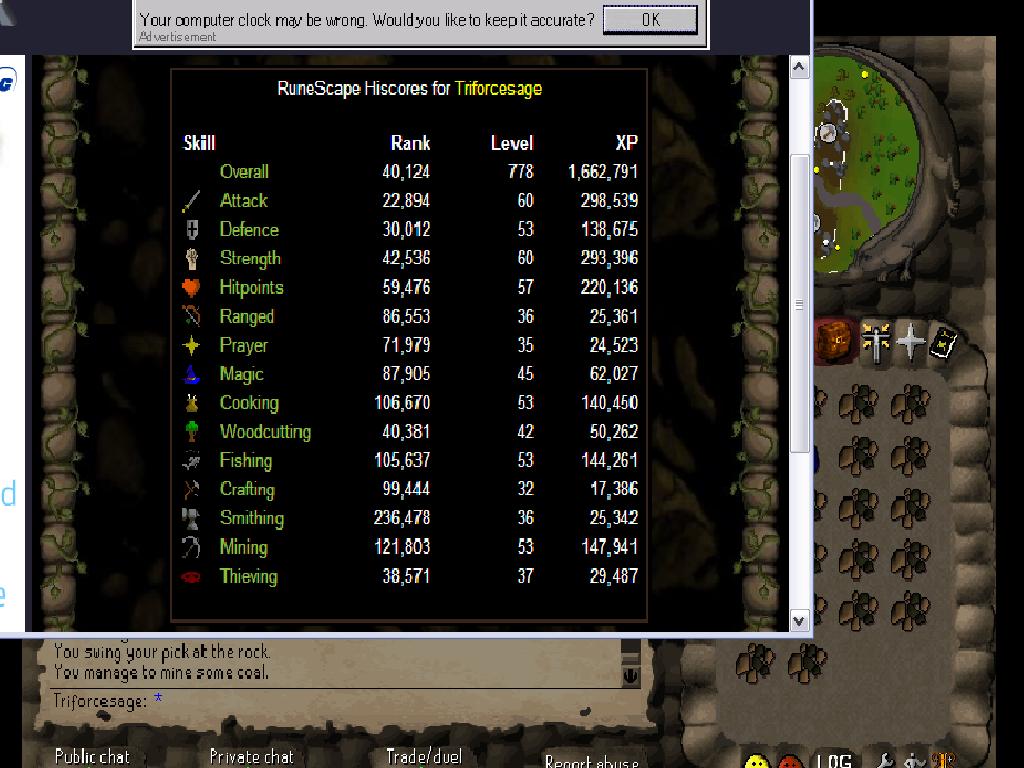 Your computer clock may be wrong. Would you like to keep it accurate? OK
Advertisement
G
RuneScape Hiscores for Triforcesage
Skill Rank Level XP
Overall 40,124 778 1,662,791
Attack 22,894 60 298,539
Defence 30,012 53 138,675
Strength 42,536 60 293,396
Hitpoints 59,476 57 220,136
Ranged 86,553 36 25,361
Prayer 71,979 35 24,523
Magic 87,905 45 62,027
Cooking 106,670 53 140,450
Woodcutting 40,381 42 50,262
Fishing 105,637 53 144,261
d
Crafting 99,444 32 17,386
Smithing 236,478 36 25,342
Mining 121,803 53 147,941
Thieving 38,571 37 29,487
e
You swing your pick at the rock.
You manage to mine some coal.
Triforcesage: *
Public chat Private chat Trade/duel Report abuse LOG